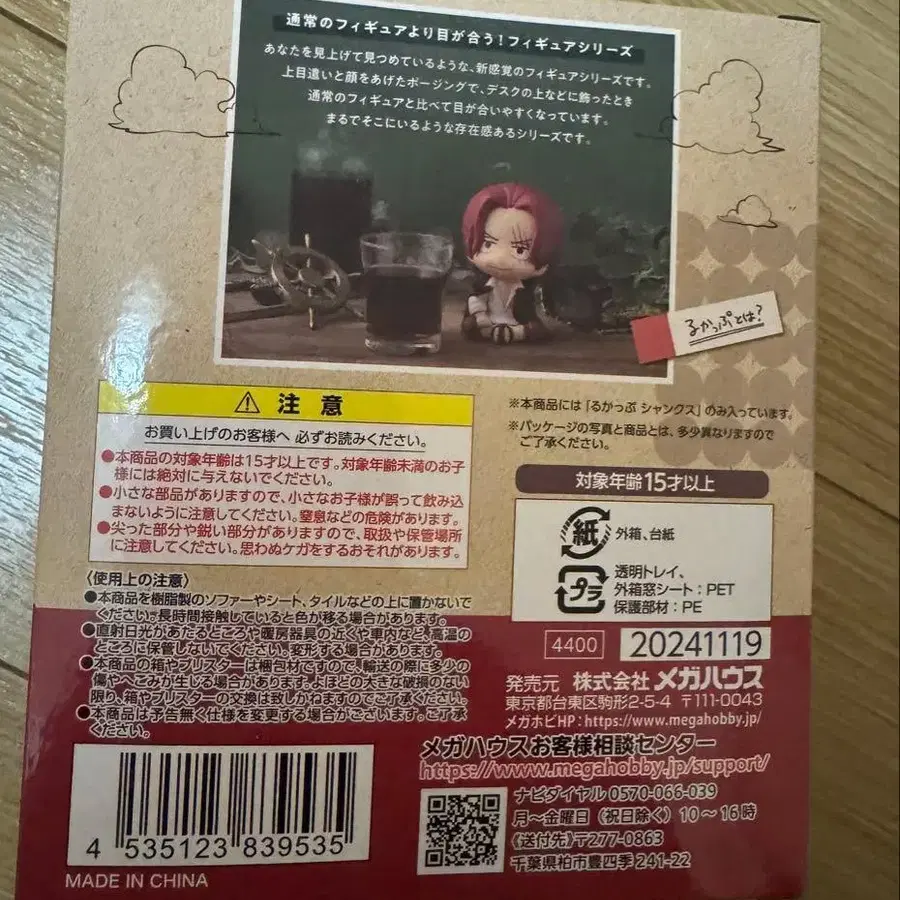 通常のフィギュアより目が合う!フィギュアシリーズ
あなたを見上げて見つめているような、新感覚のフィギュアシリーズです。
上目遣いと顔をあげたポージングで、デスクの上などに飾ったとき
通常のフィギュアと比べて目が合いやすくなっています。
まるでそこにいるような存在感あるシリーズです。
るかっぷとは?
⚠ 注意
お買い上げのお客様へ 必ずお読みください。
●本商品の対象年齢は15才以上です。対象年齢未満のお子
様には絶対に与えないでください。
●小さな部品がありますので、小さなお子様が誤って飲み込
まないように注意してください。窒息などの危険があります。
●尖った部分や鋭い部分がありますので、取扱や保管場所
に注意してください。思わぬケガをするおそれがあります。
〈使用上の注意〉
●本商品を樹脂製のソファーやシート、タイルなどの上に置かないで
ください。長時間接触していると色が移る場合があります。
●直射日光があたるところや暖房器具の近くや車内など、高温の
ところに保管しないでください。変形する場合があります。
●本商品の箱やブリスターは梱包材ですので、輸送の際に多少の
傷やへこみが生じる場合があります。よほどの大きな破損のない
限り、箱やブリスターの交換は致しかねますのでご了承ください。
●本商品は予告無く仕様を変更する場合がございます。ご了承
ください。
4 535123 839535
MADE IN CHINA
※本商品には「るかっぷ シャンクス」のみ入っています。
※パッケージの写真と商品とは、多少異なりますので
ご了承ください。
対象年齢15才以上
紙 外箱、台紙
プラ 透明トレイ、
外箱窓シート:PET
保護部材:PE
4400 20241119
発売元 株式会社 メガハウス
東京都台東区駒形2-5-4 〒111-0043
メガホビHP:https://www.megahobby.jp/
メガハウスお客様相談センター
https://www.megahobby.jp/support/
ナビダイヤル 0570-066-039
月~金曜日(祝日除く)10~16時
〈送付先〉〒277-0863
千葉県柏市豊四季241-22